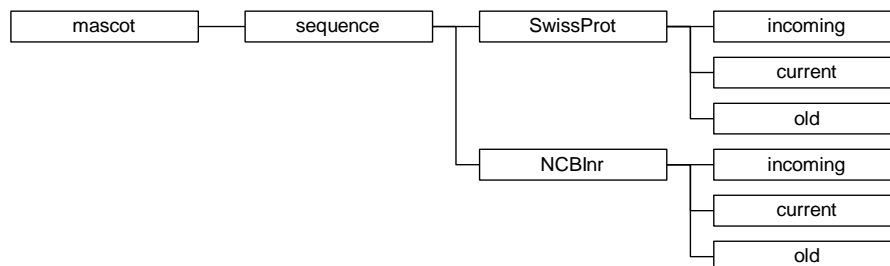 mascot sequence SwissProt incoming
current
old
NCBInr incoming
current
old